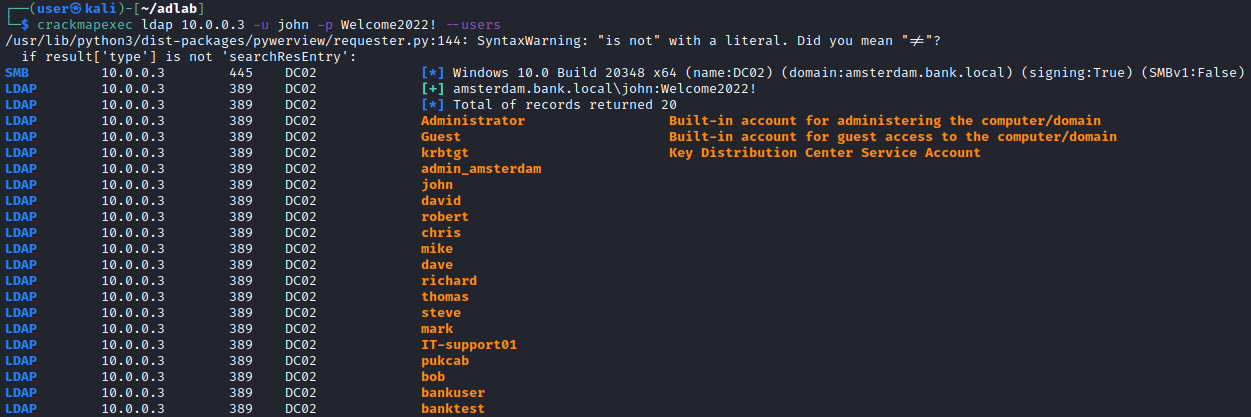 ┌──(user㉿kali)-[~/adlab]
└─$ crackmapexec ldap 10.0.0.3 -u john -p Welcome2022! --users
/usr/lib/python3/dist-packages/pywerview/requester.py:144: SyntaxWarning: "is not" with a literal. Did you mean "≠"?
  if result['type'] is not 'searchResEntry':
SMB 10.0.0.3 445 DC02 [*] Windows 10.0 Build 20348 x64 (name:DC02) (domain:amsterdam.bank.local) (signing:True) (SMBv1:False)
LDAP 10.0.0.3 389 DC02 [+] amsterdam.bank.local\john:Welcome2022!
LDAP 10.0.0.3 389 DC02 [*] Total of records returned 20
LDAP 10.0.0.3 389 DC02 Administrator Built-in account for administering the computer/domain
LDAP 10.0.0.3 389 DC02 Guest Built-in account for guest access to the computer/domain
LDAP 10.0.0.3 389 DC02 krbtgt Key Distribution Center Service Account
LDAP 10.0.0.3 389 DC02 admin_amsterdam
LDAP 10.0.0.3 389 DC02 john
LDAP 10.0.0.3 389 DC02 david
LDAP 10.0.0.3 389 DC02 robert
LDAP 10.0.0.3 389 DC02 chris
LDAP 10.0.0.3 389 DC02 mike
LDAP 10.0.0.3 389 DC02 dave
LDAP 10.0.0.3 389 DC02 richard
LDAP 10.0.0.3 389 DC02 thomas
LDAP 10.0.0.3 389 DC02 steve
LDAP 10.0.0.3 389 DC02 mark
LDAP 10.0.0.3 389 DC02 IT-support01
LDAP 10.0.0.3 389 DC02 pukcab
LDAP 10.0.0.3 389 DC02 bob
LDAP 10.0.0.3 389 DC02 bankuser
LDAP 10.0.0.3 389 DC02 banktest